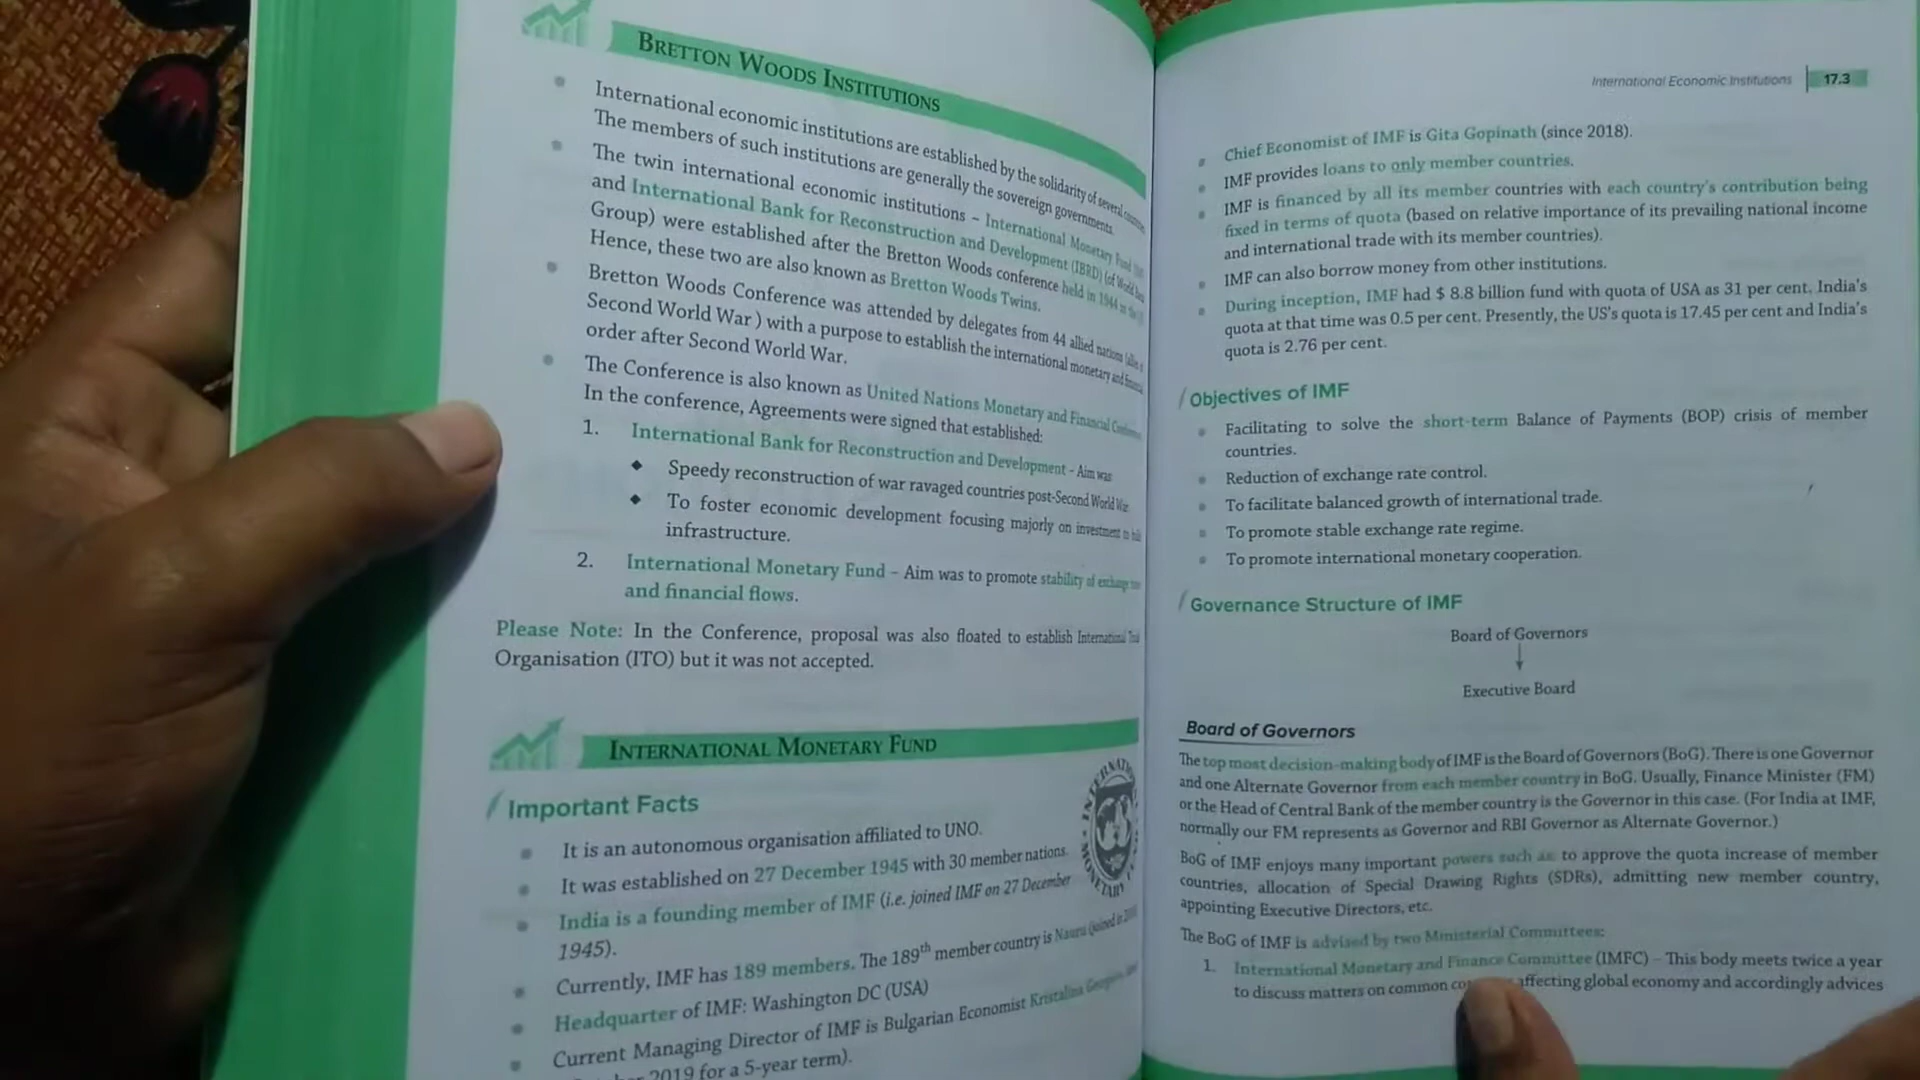 BRETTON WOODS INSTITUTIONS
International economic institutions are established by the solidarity of several
The members of such institutions are generally the sovereign governments.
The twin international economic institutions – International Monetary Fund
and International Bank for Reconstruction and Development (IBRD) (of World
Group) were established after the Bretton Woods conference held in 1944 in the
Hence, these two are also known as Bretton Woods Twins.
Bretton Woods Conference was attended by delegates from 44 allied nations
Second World War ) with a purpose to establish the international monetary and
order after Second World War.
The Conference is also known as United Nations Monetary and Financial
In the conference, Agreements were signed that established:
1. International Bank for Reconstruction and Development – Aim was
◆ Speedy reconstruction of war ravaged countries post-Second World War.
◆ To foster economic development focusing majorly on investment
infrastructure.
2. International Monetary Fund – Aim was to promote stability of exchange
and financial flows.
Please Note: In the Conference, proposal was also floated to establish International
Organisation (ITO) but it was not accepted.
INTERNATIONAL MONETARY FUND
Important Facts
It is an autonomous organisation affiliated to UNO.
It was established on 27 December 1945 with 30 member nations.
India is a founding member of IMF (i.e. joined IMF on 27 December
1945).
Currently, IMF has 189 members. The 189th member country is Nauru (joined in
Headquarter of IMF: Washington DC (USA)
Current Managing Director of IMF is Bulgarian Economist Kristalina
2019 for a 5-year term).
International Economic Institutions 17.3
Chief Economist of IMF is Gita Gopinath (since 2018).
IMF provides loans to only member countries.
IMF is financed by all its member countries with each country's contribution being
fixed in terms of quota (based on relative importance of its prevailing national income
and international trade with its member countries).
IMF can also borrow money from other institutions.
During inception, IMF had $ 8.8 billion fund with quota of USA as 31 per cent. India's
quota at that time was 0.5 per cent. Presently, the US's quota is 17.45 per cent and India's
quota is 2.76 per cent.
Objectives of IMF
Facilitating to solve the short-term Balance of Payments (BOP) crisis of member
countries.
Reduction of exchange rate control.
To facilitate balanced growth of international trade.
To promote stable exchange rate regime.
To promote international monetary cooperation.
Governance Structure of IMF
Board of Governors
Executive Board
Board of Governors
The top most decision-making body of IMF is the Board of Governors (BoG). There is one Governor
and one Alternate Governor from each member country in BoG. Usually, Finance Minister (FM)
or the Head of Central Bank of the member country is the Governor in this case. (For India at IMF,
normally our FM represents as Governor and RBI Governor as Alternate Governor.)
BoG of IMF enjoys many important powers such as to approve the quota increase of member
countries, allocation of Special Drawing Rights (SDRs), admitting new member country,
appointing Executive Directors, etc.
The BoG of IMF is advised by two Ministerial Committees:
1. International Monetary and Finance Committee (IMFC) – This body meets twice a year
to discuss matters on common affecting global economy and accordingly advices